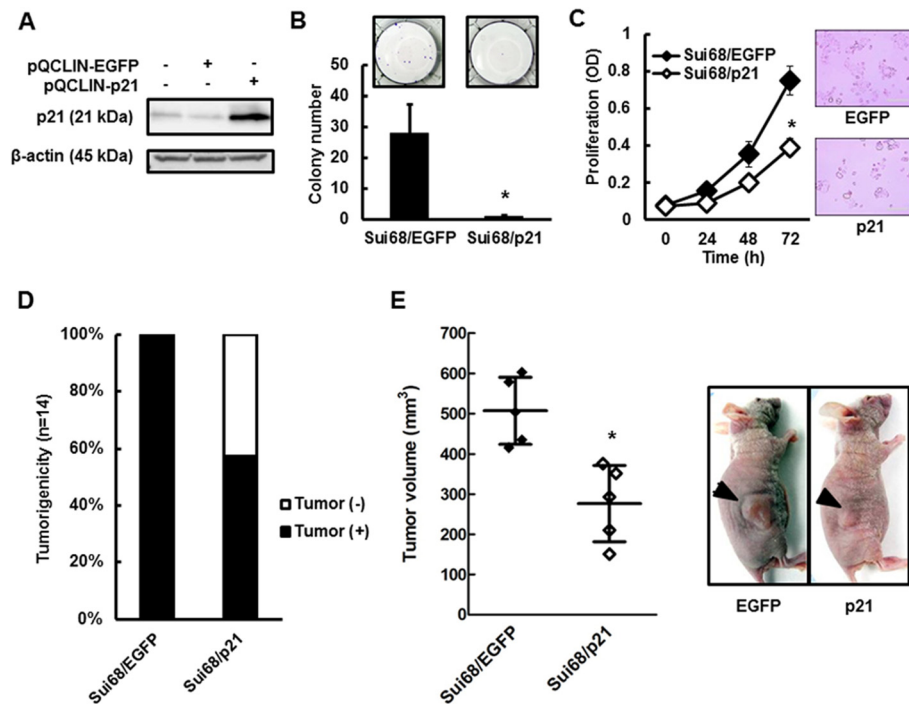 A
pQCLIN-EGFP - + -
pQCLIN-p21 - - +
p21 (21 kDa)
β-actin (45 kDa)
B
Colony number
50
40
30
20
10
0
Sui68/EGFP
Sui68/p21
*
C
Proliferation (OD)
1
0.8
0.6
0.4
0.2
0
Sui68/EGFP
Sui68/p21
*
0 24 48 72
Time (h)
EGFP
p21
D
Tumorigenicity (n=14)
100%
80%
60%
40%
20%
0%
Sui68/EGFP
Sui68/p21
Tumor (-)
Tumor (+)
E
Tumor volume (mm³)
700
600
500
400
300
200
100
0
*
Sui68/EGFP
Sui68/p21
EGFP
p21